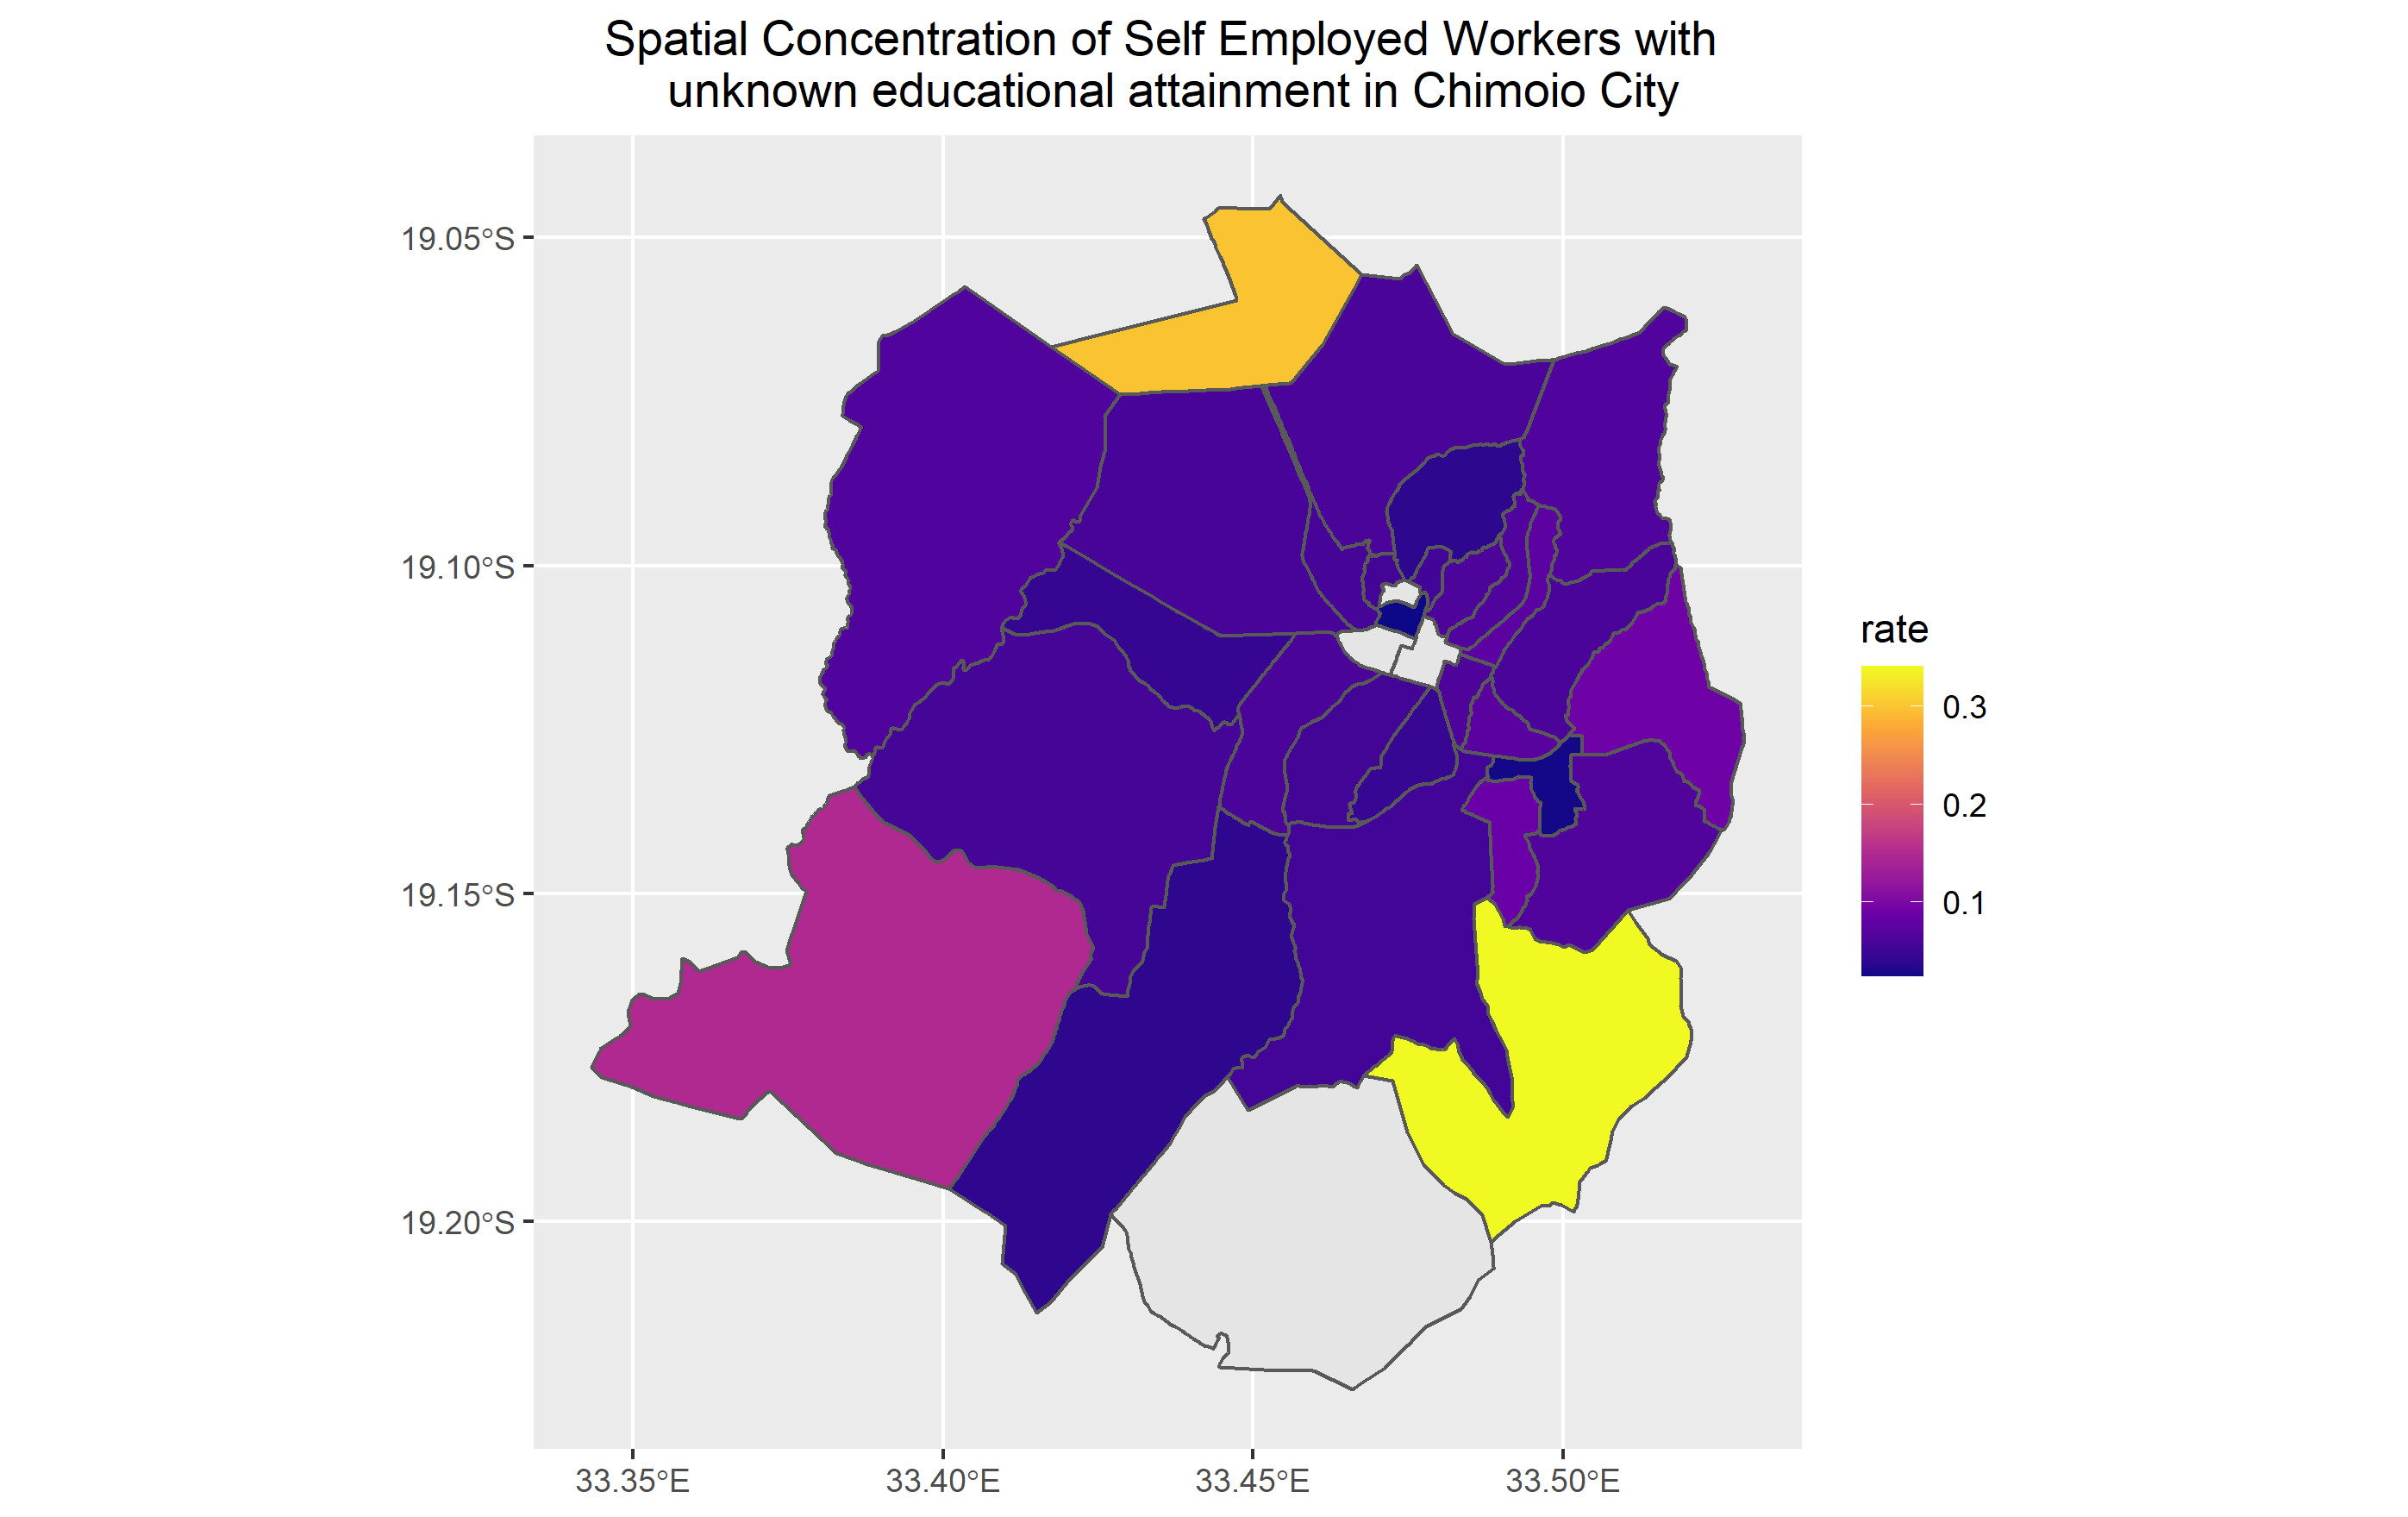 Spatial Concentration of Self Employed Workers with
unknown educational attainment in Chimoio City
19.05°S
19.10°S
19.15°S
19.20°S
33.35°E
33.40°E
33.45°E
33.50°E
rate
0.3
0.2
0.1